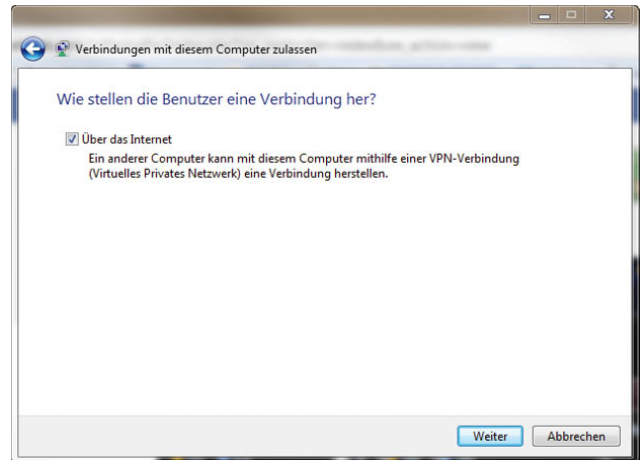 Verbindungen mit diesem Computer zulassen
Wie stellen die Benutzer eine Verbindung her?
Über das Internet
Ein anderer Computer kann mit diesem Computer mithilfe einer VPN-Verbindung
(Virtuelles Privates Netzwerk) eine Verbindung herstellen.
Weiter
Abbrechen